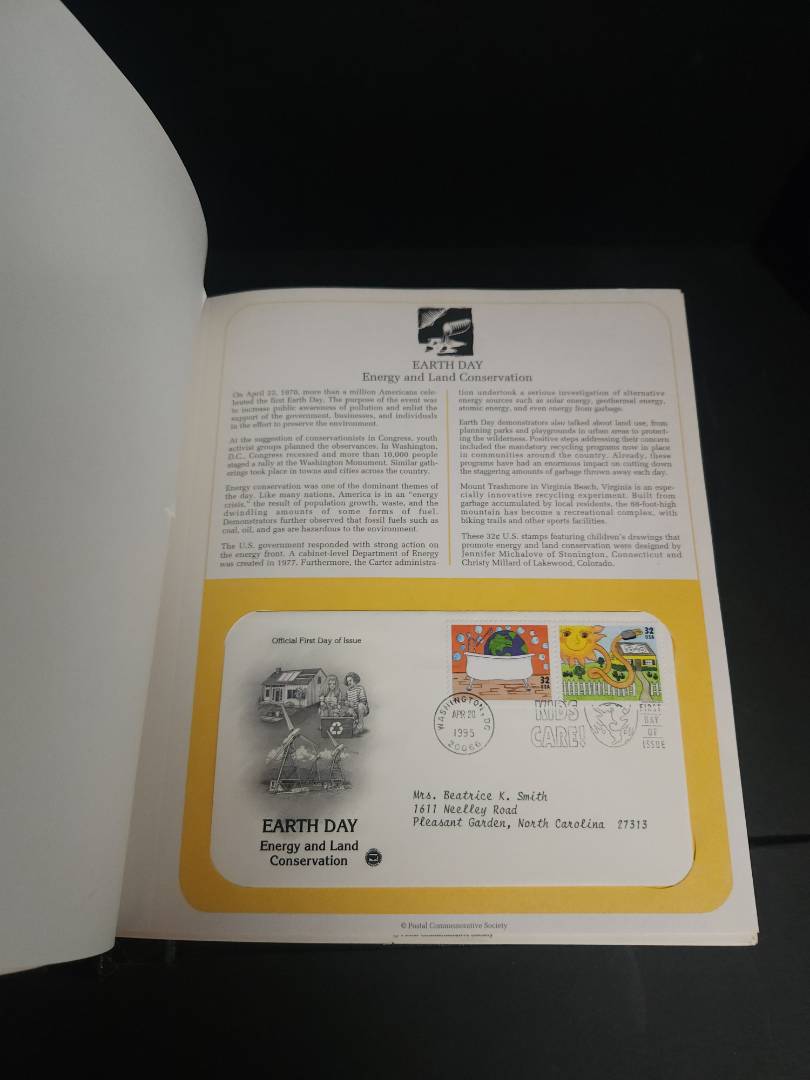 EARTH DAY
Energy and Land Conservation
On April 22, 1970, more than a million Americans cele-
brated the first Earth Day. The purpose of the event was
to increase public awareness of pollution and enlist the
support of the government, businesses, and individuals
in the effort to preserve the environment.
At the suggestion of conservationists in Congress, youth
activist groups planned the observances. In Washington,
D.C., Congress recessed and more than 10,000 people
staged a rally at the Washington Monument. Similar gath-
erings took place in towns and cities across the country.
Energy conservation was one of the dominant themes of
the day. Like many nations, America is in an "energy
crisis," the result of population growth, waste, and the
dwindling amounts of some forms of fuel.
Demonstrators further observed that fossil fuels such as
coal, oil, and gas are hazardous to the environment.
The U.S. government responded with strong action on
the energy front. A cabinet-level Department of Energy
was created in 1977. Furthermore, the Carter administra-
tion undertook a serious investigation of alternative
energy sources such as solar energy, geothermal energy,
atomic energy, and even energy from garbage.
Earth Day demonstrators also talked about land use, from
planning parks and playgrounds in urban areas to protect-
ing the wilderness. Positive steps addressing their concern
included the mandatory recycling programs now in place
in communities around the country. Already, these
programs have had an enormous impact on cutting down
the staggering amounts of garbage thrown away each day.
Mount Trashmore in Virginia Beach, Virginia is an espe-
cially innovative recycling experiment. Built from
garbage accumulated by local residents, the 68-foot-high
mountain has become a recreational complex, with
biking trails and other sports facilities.
These 32¢ U.S. stamps featuring children's drawings that
promote energy and land conservation were designed by
Jennifer Michalove of Stonington, Connecticut and
Christy Millard of Lakewood, Colorado.
Official First Day of Issue
32
USA
32
USA
WASHINGTON, DC
APR 20
1995
20066
KIDS
CARE!
FIRST
DAY
OF
ISSUE
Mrs. Beatrice K. Smith
1611 Neelley Road
Pleasant Garden, North Carolina 27313
EARTH DAY
Energy and Land
Conservation
© Postal Commemorative Society